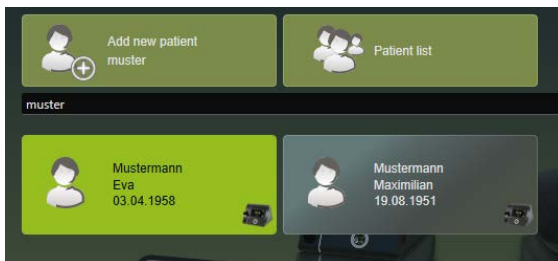 Add new patient
muster
Patient list
muster
Mustermann
Eva
03.04.1958
Mustermann
Maximilian
19.08.1951